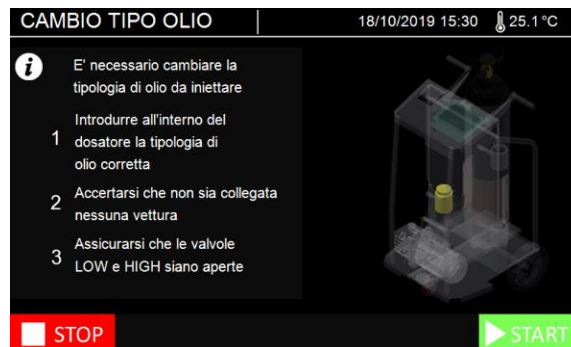 CAMBIO TIPO OLIO
18/10/2019 15:30
25.1°C
i
E' necessario cambiare la
tipologia di olio da iniettare
1
Introdurre all'interno del
dosatore la tipologia di
olio corretta
2
Accertarsi che non sia collegata
nessuna vettura
3
Assicurarsi che le valvole
LOW e HIGH siano aperte
STOP
START